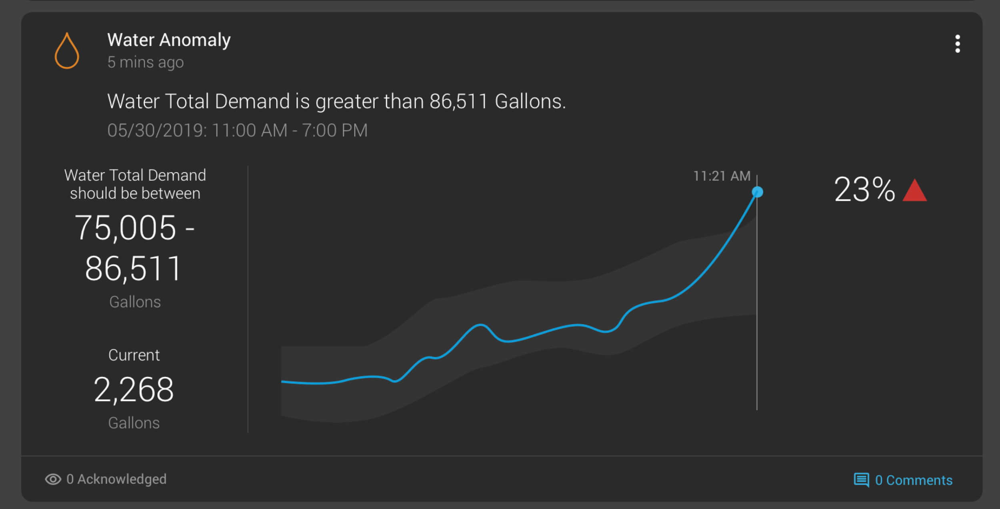 Water Anomaly
5 mins ago
Water Total Demand is greater than 86,511 Gallons.
05/30/2019: 11:00 AM - 7:00 PM
Water Total Demand
should be between
75,005 -
86,511
Gallons
Current
2,268
Gallons
11:21 AM
23%
0 Acknowledged
0 Comments